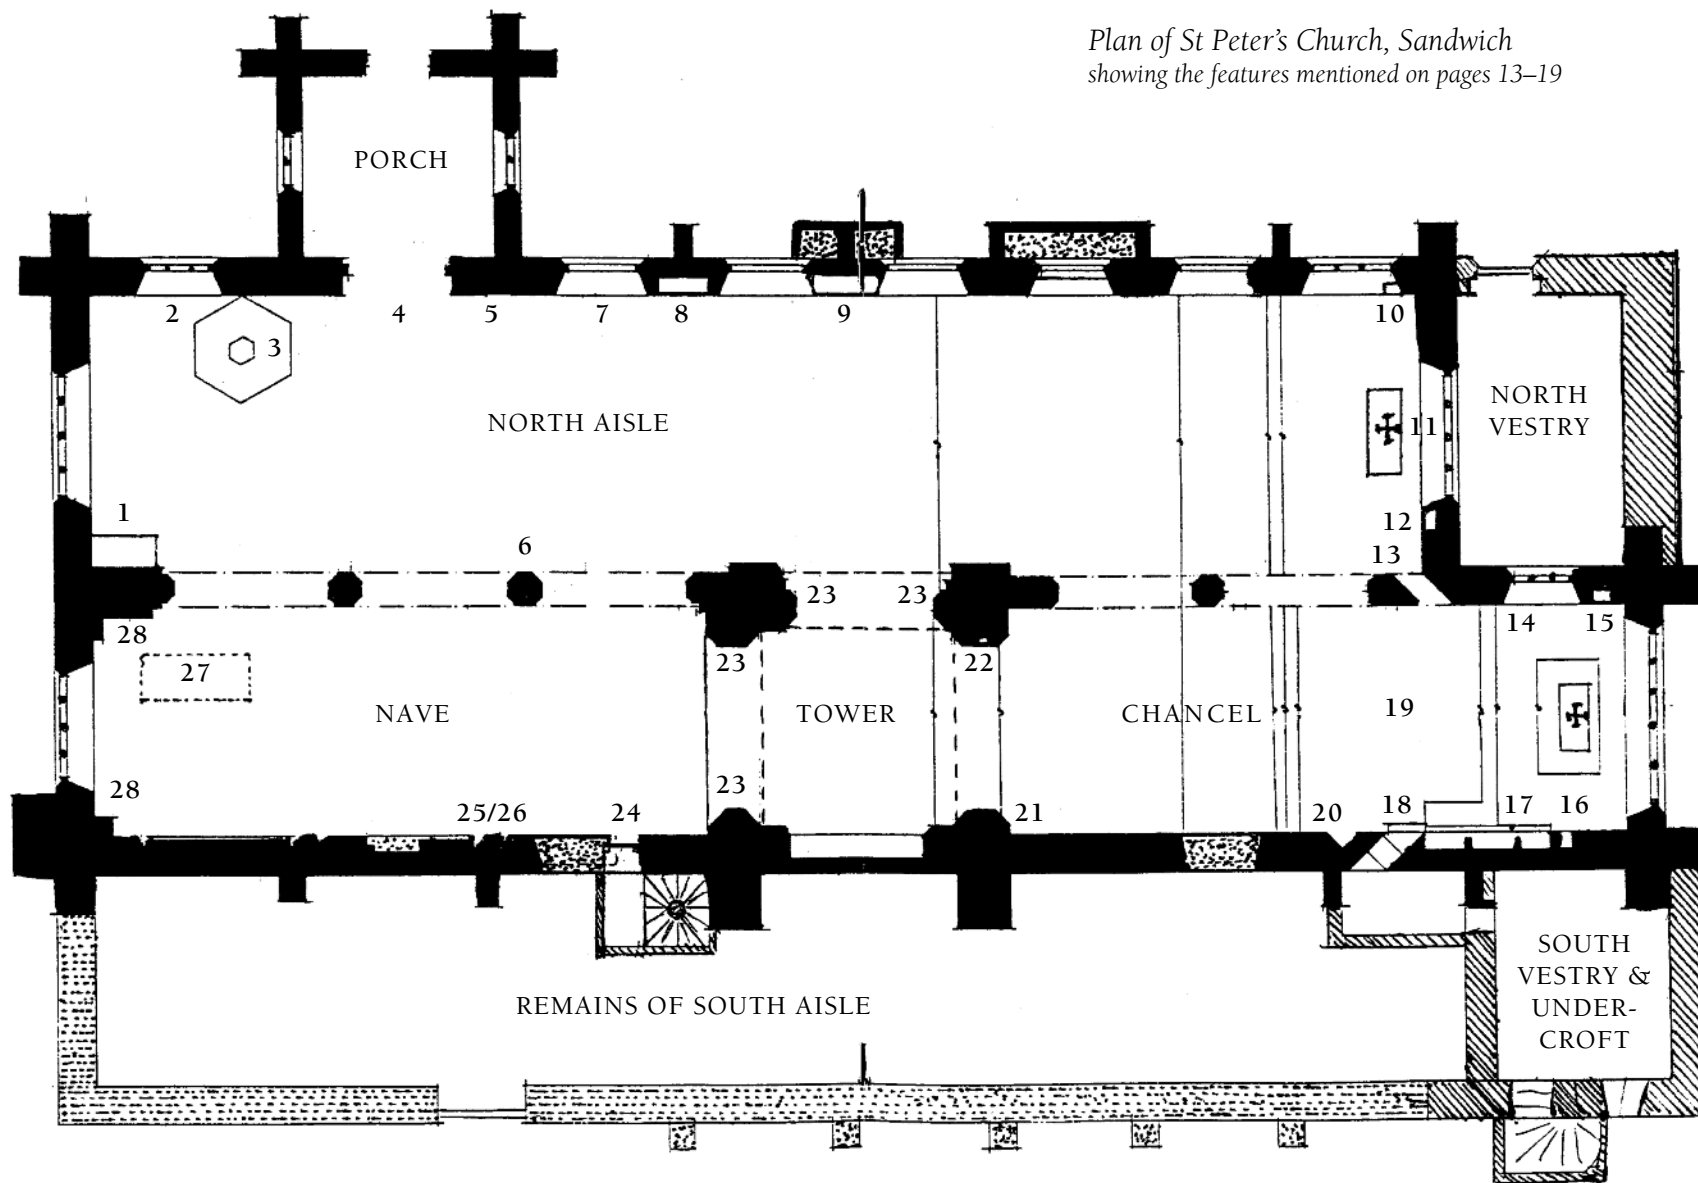 Plan of St Peter's Church, Sandwich
showing the features mentioned on pages 13–19
PORCH
2
4
5
7
8
9
10
3
NORTH AISLE
11
NORTH
VESTRY
1
6
12
13
23
23
28
23
22
14
15
27
NAVE
TOWER
CHANCEL
19
23
28
25/26
24
21
20
18
17
16
REMAINS OF SOUTH AISLE
SOUTH
VESTRY &
UNDER-
CROFT